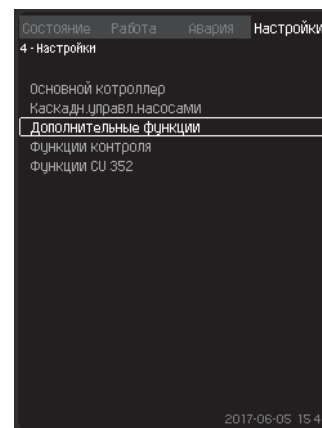 Состояние Работа Авария Настройки
4 - Настройки
Основной котроллер
Каскадн.управл.насосами
Дополнительные функции
Функции контроля
Функции CU 352
2017-06-05 15 4